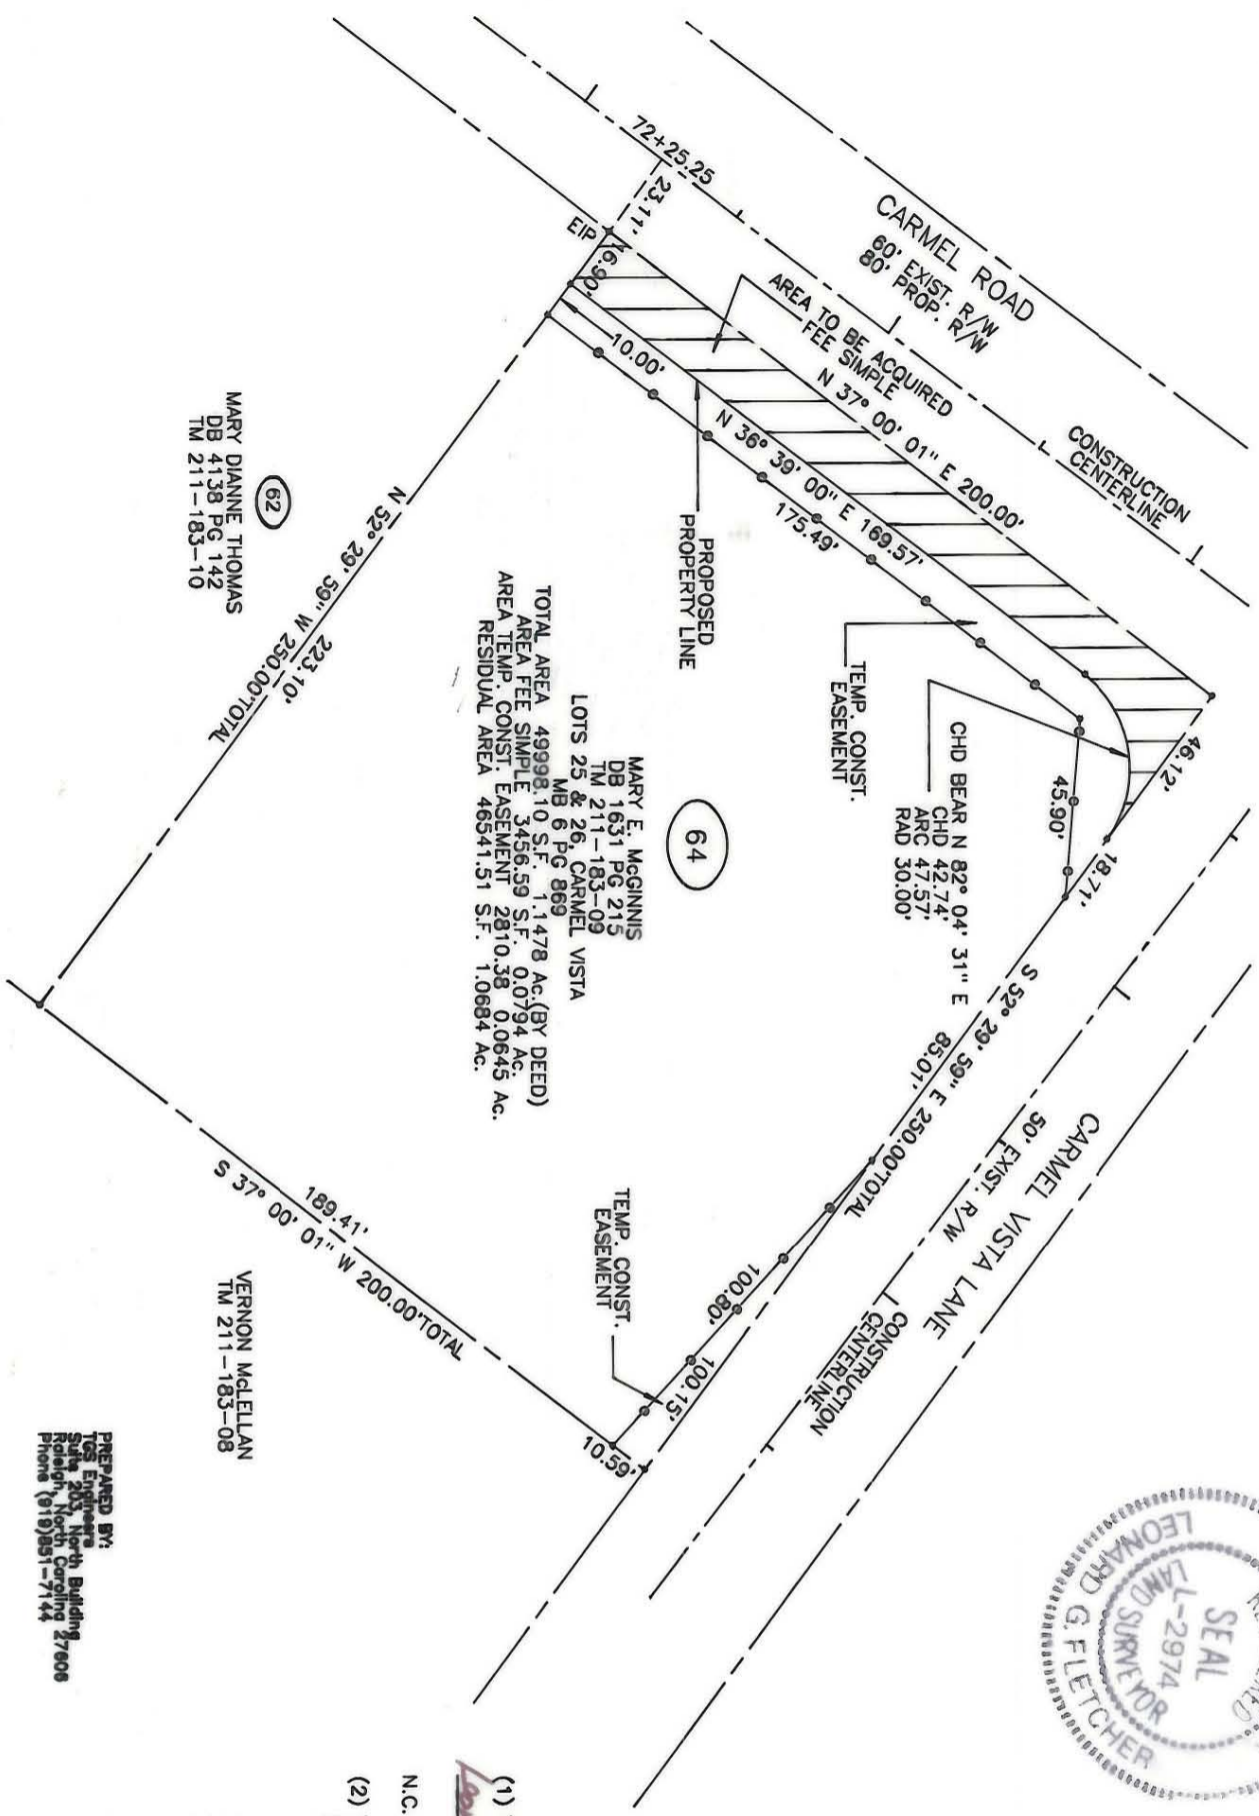 CARMEL ROAD
60' EXIST. R/W
80' PROP. R/W
CONSTRUCTION
CENTERLINE
72+25.25
23.11'
EIP
16.90'
AREA TO BE ACQUIRED
FEE SIMPLE
N 37° 00' 01" E 200.00'
N 36° 39' 00" E 169.57'
10.00'
175.49'
PROPOSED
PROPERTY LINE
TEMP. CONST.
EASEMENT
CHD BEAR N 82° 04' 31" E
CHD 42.74'
ARC 47.57'
RAD 30.00'
46.12'
45.90'
18.71'
S 52° 29' 59" E 250.00'TOTAL
85.01'
CARMEL VISTA LANE
50' EXIST. R/W
CONSTRUCTION
CENTERLINE
64
MARY E. McGINNIS
DB 1631 PG 215
TM 211-183-09
LOTS 25 & 26, CARMEL VISTA
MB 6 PG 869
TOTAL AREA 49998.10 S.F. 1.1478 Ac.(BY DEED)
AREA FEE SIMPLE 3456.59 S.F. 0.0794 Ac.
AREA TEMP. CONST. EASEMENT 2810.38 0.0645 Ac.
RESIDUAL AREA 46541.51 S.F. 1.0684 Ac.
TEMP. CONST.
EASEMENT
100.80'
100.15'
10.59'
189.41'
S 37° 00' 01" W 200.00'TOTAL
223.10'
N 52° 29' 59" W 250.00'TOTAL
62
MARY DIANNE THOMAS
DB 4138 PG 142
TM 211-183-10
VERNON McLELLAN
TM 211-183-08
PREPARED BY:
TGS Engineers
Suite 203, North Building
Raleigh, North Carolina 27606
Phone (919)851-7144
SEAL
L-2974
LAND SURVEYOR
LEONARD G. FLETCHER
(1)
N.C.
(2)